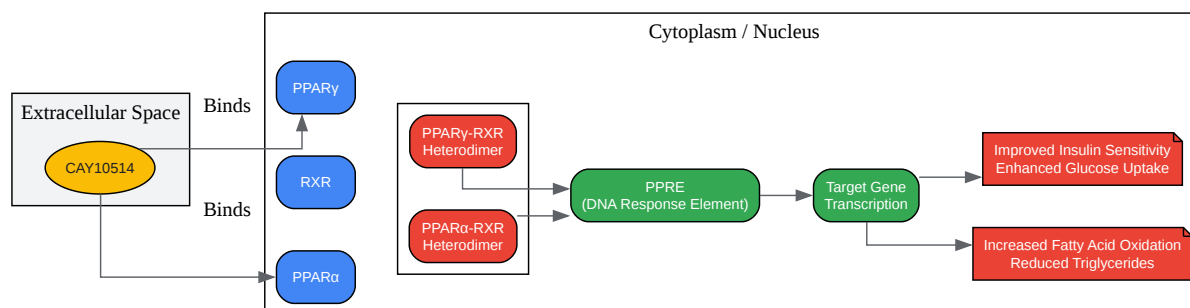 Cytoplasm / Nucleus
Extracellular Space
CAY10514
Binds
Binds
PPARγ
RXR
PPARα
PPARγ-RXR
Heterodimer
PPARα-RXR
Heterodimer
PPRE
(DNA Response Element)
Target Gene
Transcription
Improved Insulin Sensitivity
Enhanced Glucose Uptake
Increased Fatty Acid Oxidation
Reduced Triglycerides